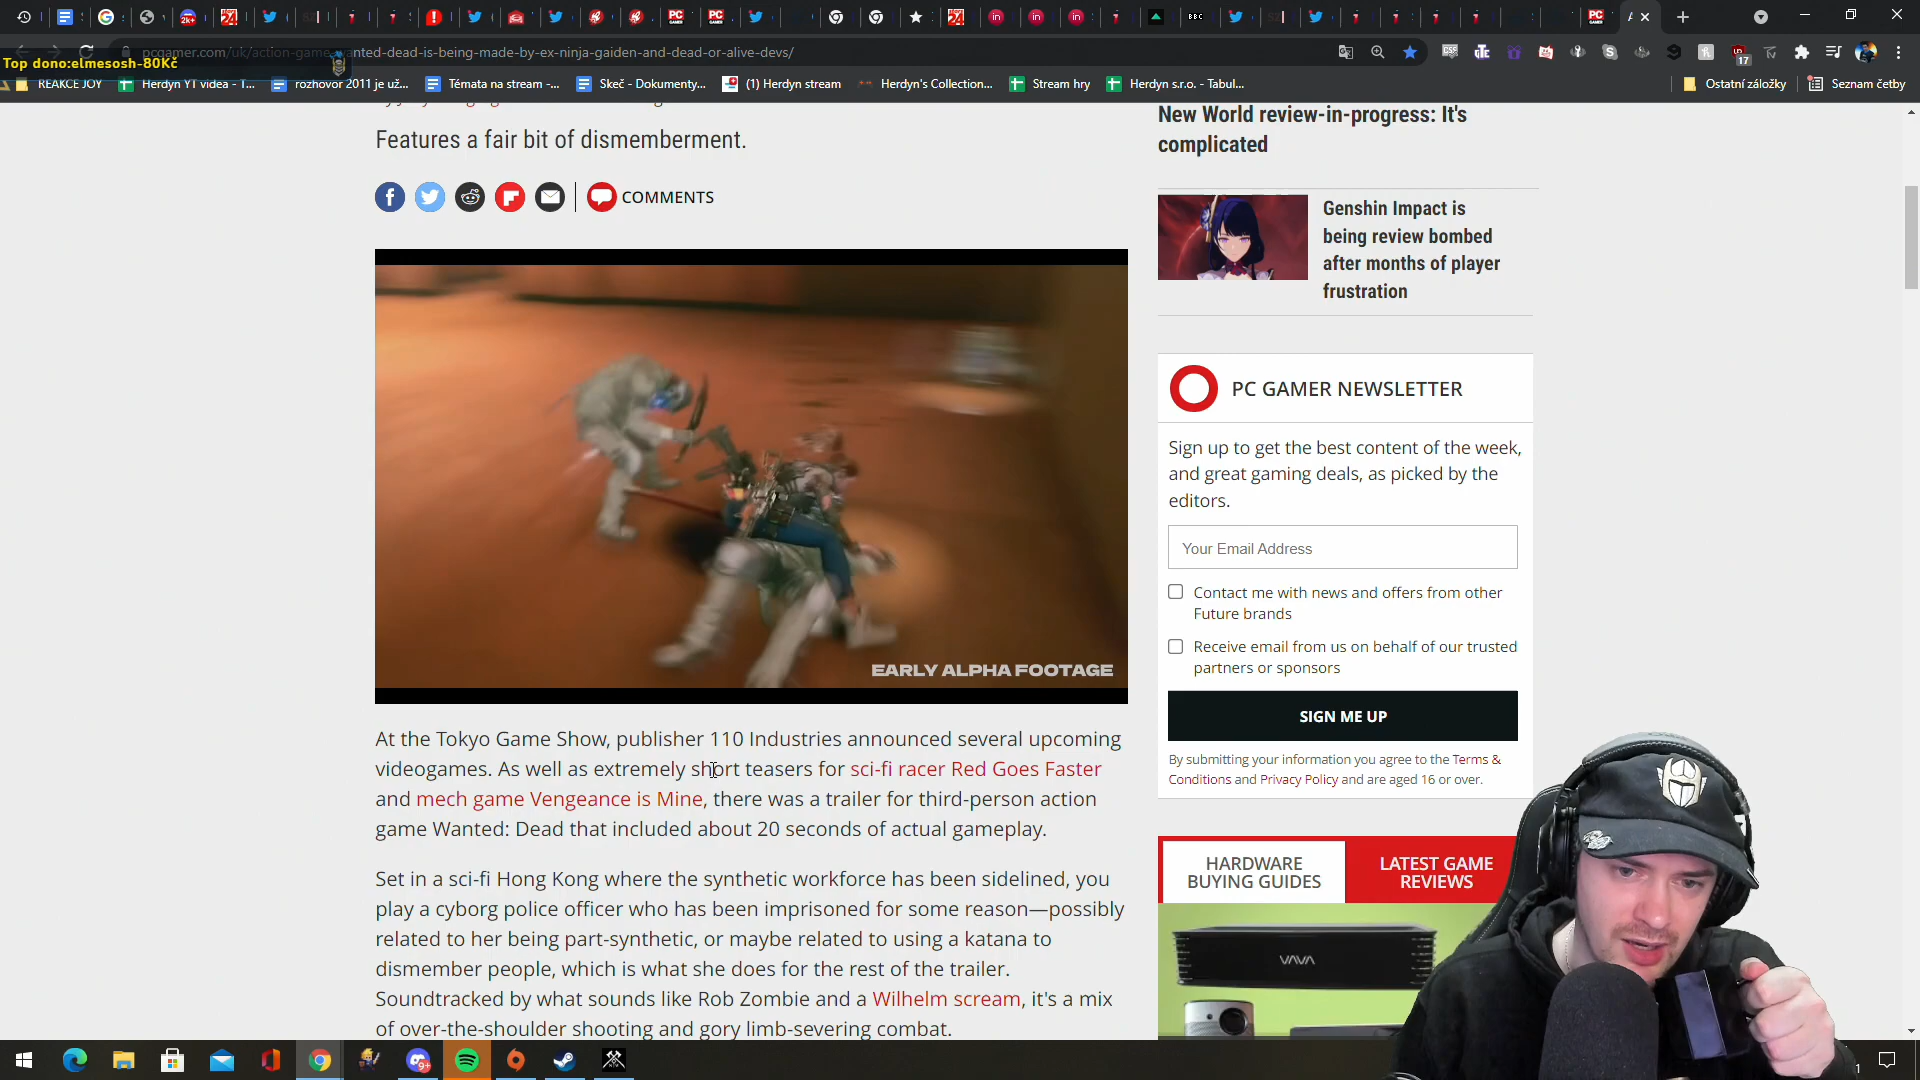 pcgamer.com/uk/action-game-wanted-dead-is-being-made-by-ex-ninja-gaiden-and-dead-or-alive-devs/
Top dono:elmesosh-80Kč
REAKCE JOY
Herdyn YT videa - T...
rozhovor 2011 je už...
Témata na stream -...
Skeč - Dokumenty...
(1) Herdyn stream
Herdyn's Collection...
Stream hry
Herdyn s.r.o. - Tabul...
Ostatní záložky
Seznam četby
Features a fair bit of dismemberment.
COMMENTS
EARLY ALPHA FOOTAGE
At the Tokyo Game Show, publisher 110 Industries announced several upcoming
videogames. As well as extremely short teasers for sci-fi racer Red Goes Faster
and mech game Vengeance is Mine, there was a trailer for third-person action
game Wanted: Dead that included about 20 seconds of actual gameplay.
Set in a sci-fi Hong Kong where the synthetic workforce has been sidelined, you
play a cyborg police officer who has been imprisoned for some reason—possibly
related to her being part-synthetic, or maybe related to using a katana to
dismember people, which is what she does for the rest of the trailer.
Soundtracked by what sounds like Rob Zombie and a Wilhelm scream, it's a mix
of over-the-shoulder shooting and gory limb-severing combat.
New World review-in-progress: It's
complicated
Genshin Impact is
being review bombed
after months of player
frustration
PC GAMER NEWSLETTER
Sign up to get the best content of the week,
and great gaming deals, as picked by the
editors.
Your Email Address
Contact me with news and offers from other
Future brands
Receive email from us on behalf of our trusted
partners or sponsors
SIGN ME UP
By submitting your information you agree to the Terms &
Conditions and Privacy Policy and are aged 16 or over.
HARDWARE
BUYING GUIDES
LATEST GAME
REVIEWS
VAVA